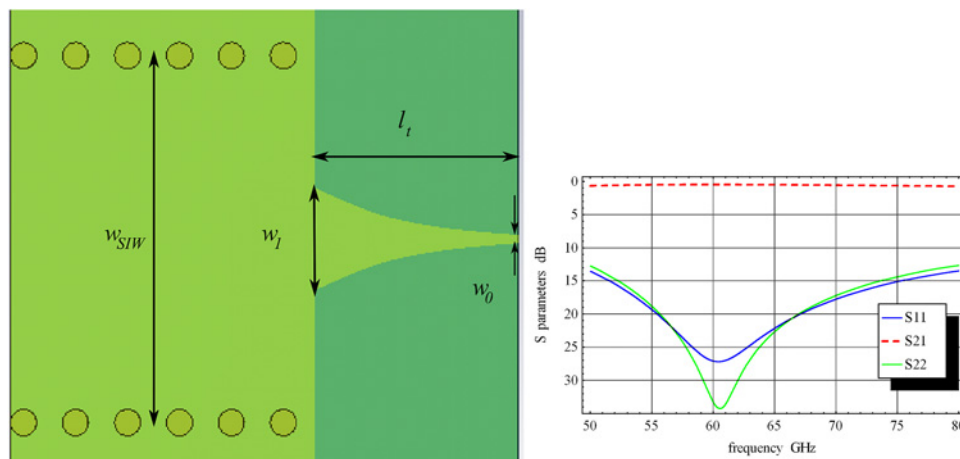 l_t
w_SIW
w_I
w_0
0
5
10
15
20
25
30
S parameters dB
S11
S21
S22
50 55 60 65 70 75 80
frequency GHz